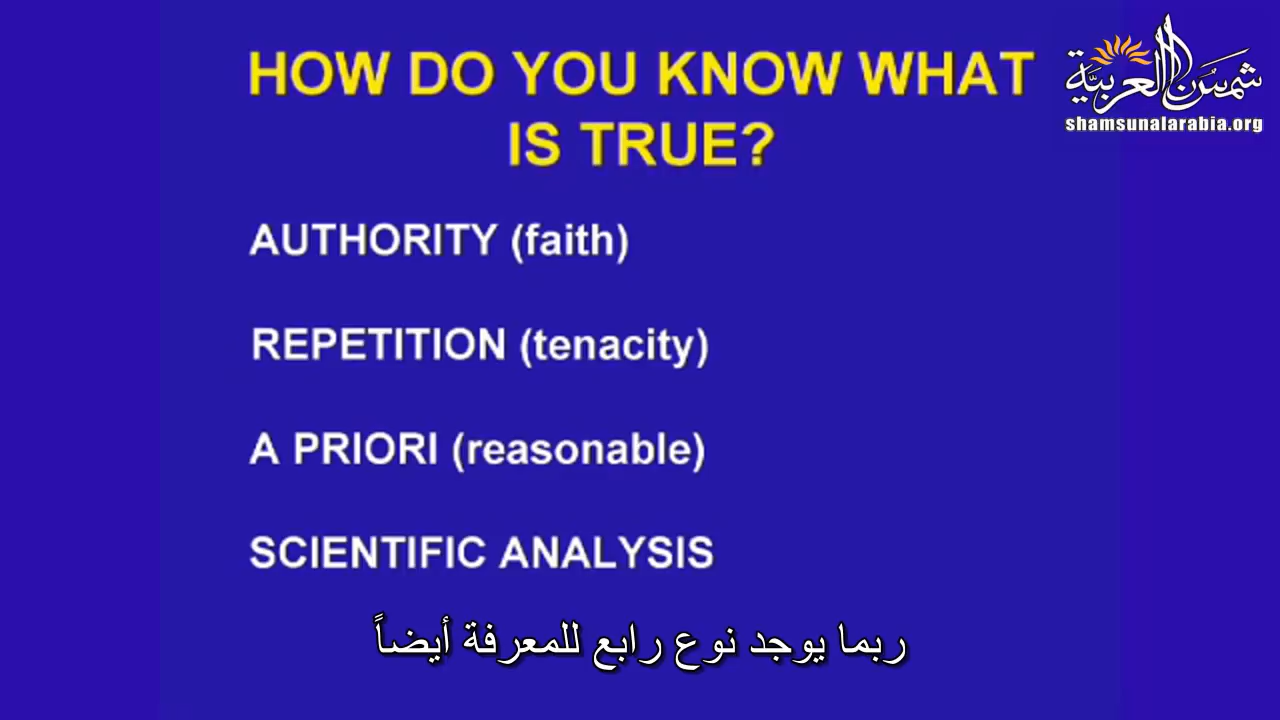 HOW DO YOU KNOW WHAT
IS TRUE?
شمسُ العربيَّة
shamsunalarabia.org
AUTHORITY (faith)
REPETITION (tenacity)
A PRIORI (reasonable)
SCIENTIFIC ANALYSIS
ربما يوجد نوع رابع للمعرفة أيضاً